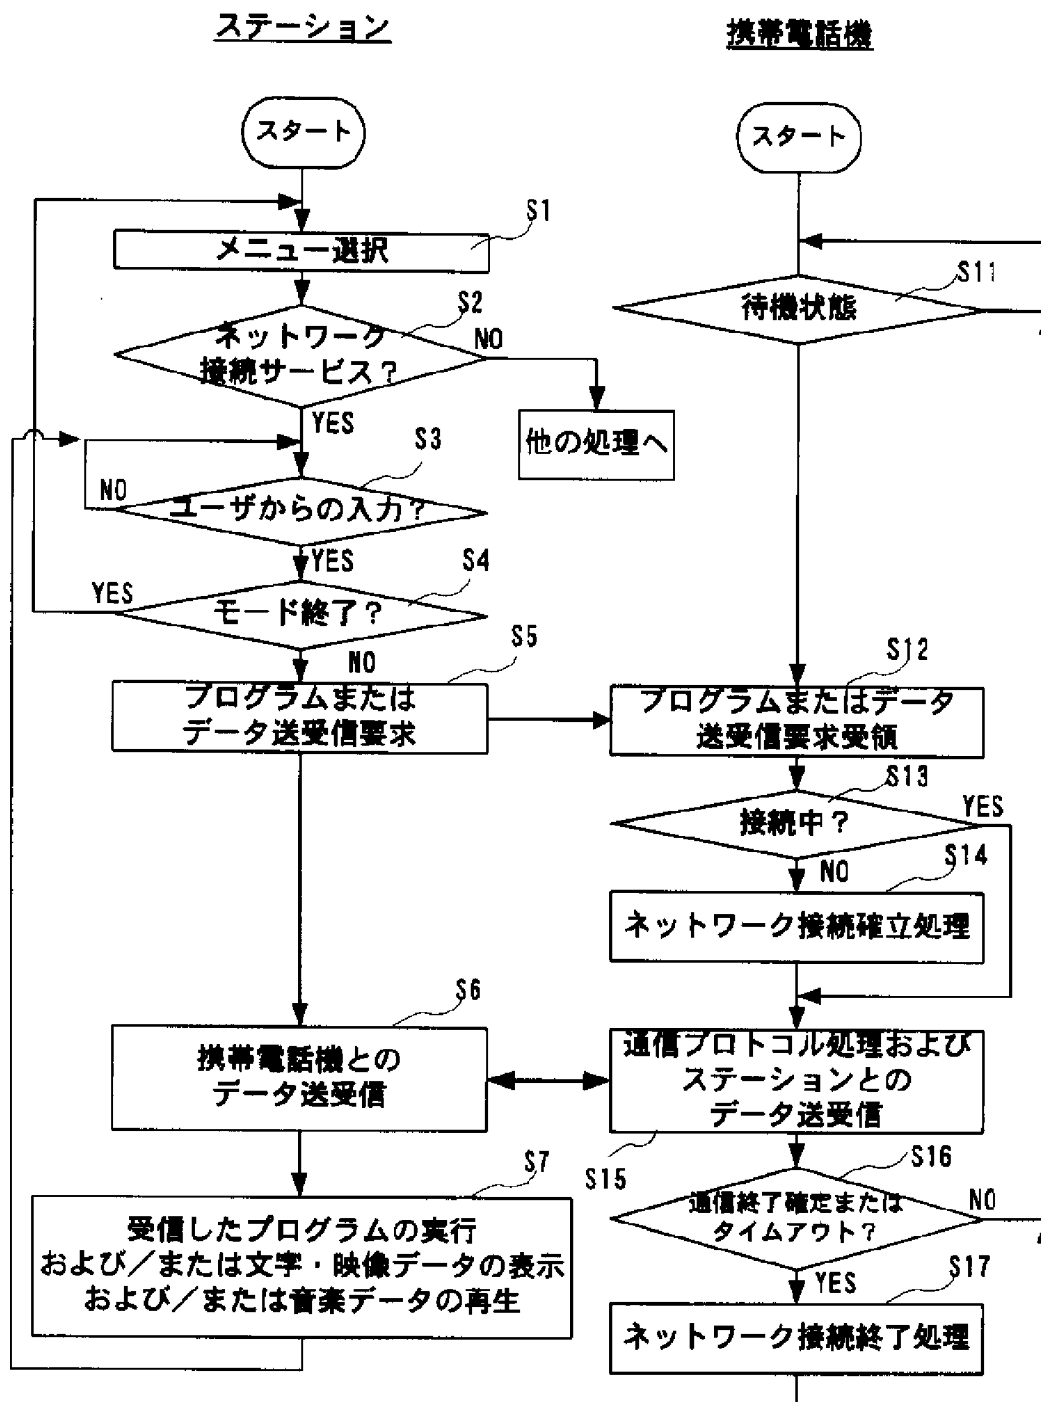 ステーション
スタート
S1
メニュー選択
S2
ネットワーク
接続サービス？
NO
YES
他の処理へ
S3
NO
ユーザからの入力？
YES
S4
YES
モード終了？
NO
S5
プログラムまたは
データ送受信要求
S6
携帯電話機との
データ送受信
S7
受信したプログラムの実行
および／または文字・映像データの表示
および／または音楽データの再生
携帯電話機
スタート
S11
待機状態
S12
プログラムまたはデータ
送受信要求受領
S13
接続中？
YES
NO
S14
ネットワーク接続確立処理
通信プロトコル処理および
ステーションとの
データ送受信
S15
S16
通信終了確定または
タイムアウト？
NO
YES
S17
ネットワーク接続終了処理